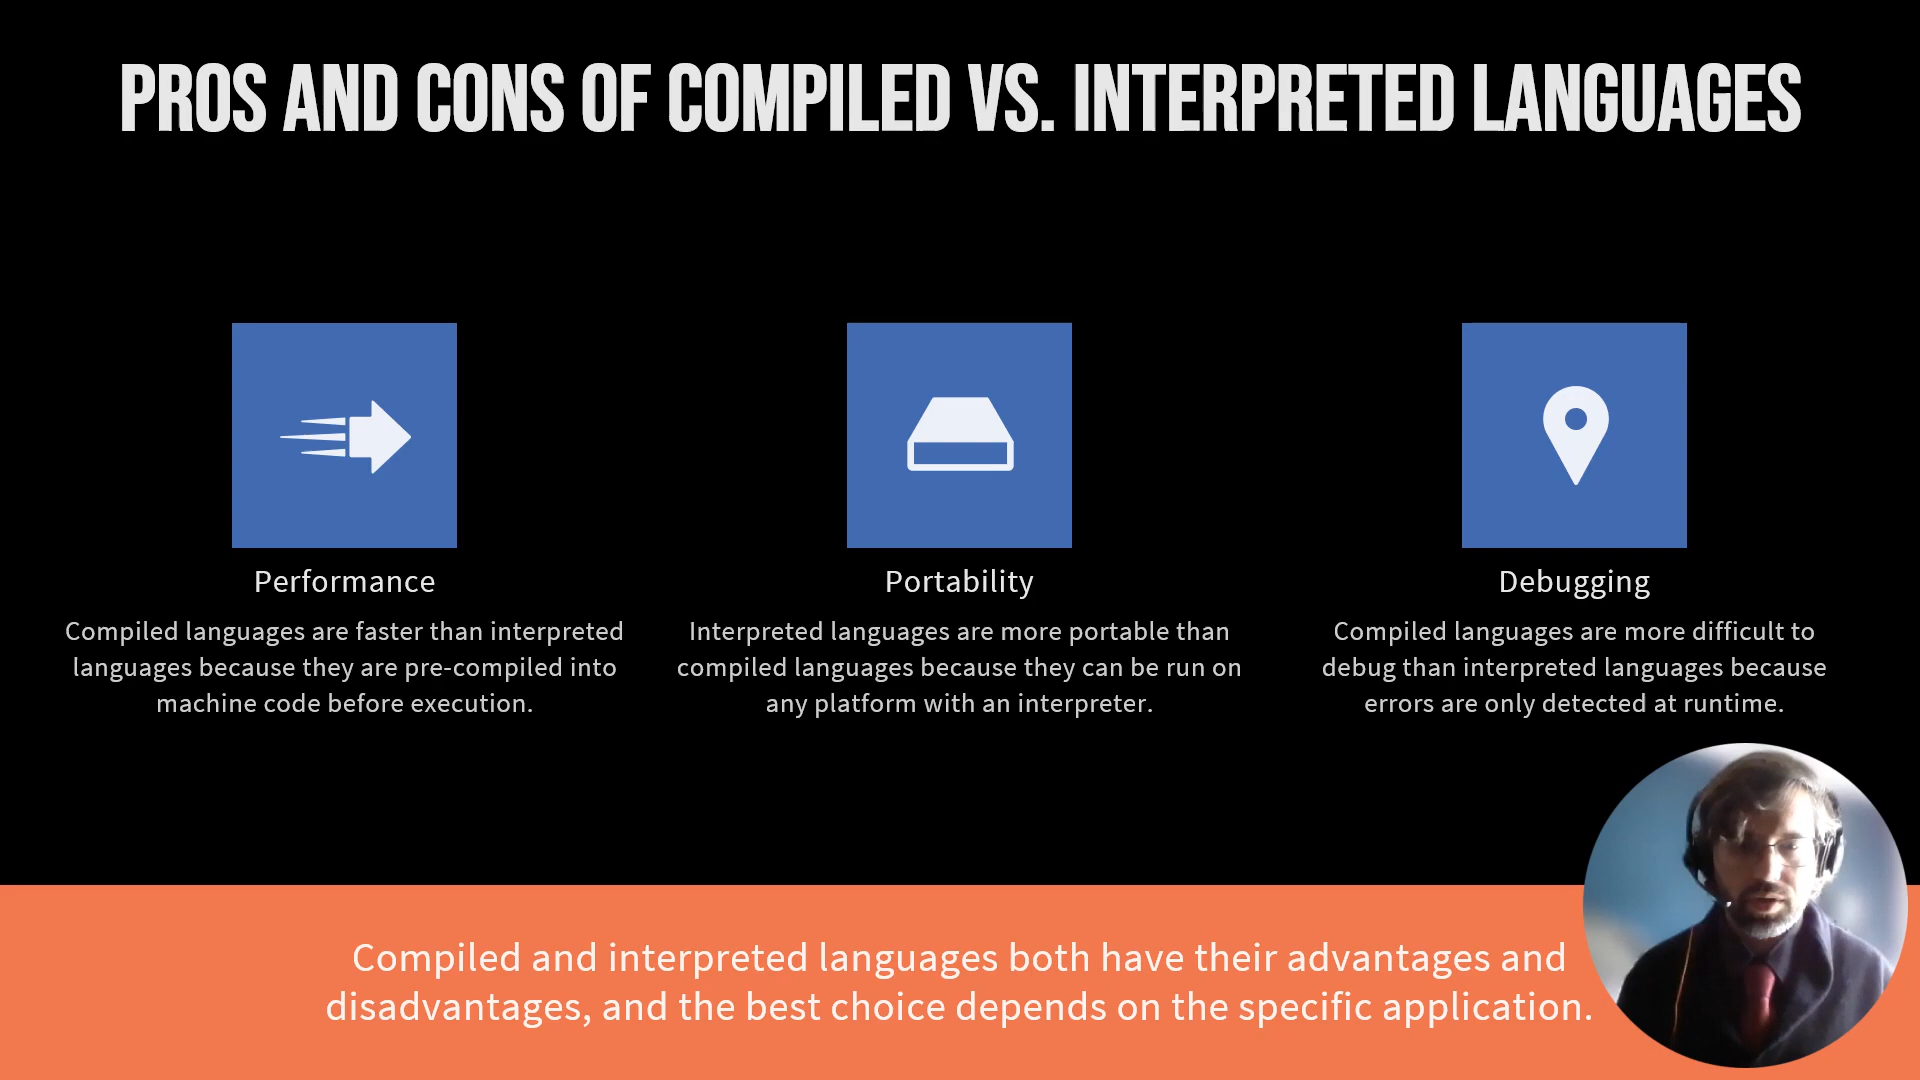 PROS AND CONS OF COMPILED VS. INTERPRETED LANGUAGES
Performance
Compiled languages are faster than interpreted
languages because they are pre-compiled into
machine code before execution.
Portability
Interpreted languages are more portable than
compiled languages because they can be run on
any platform with an interpreter.
Debugging
Compiled languages are more difficult to
debug than interpreted languages because
errors are only detected at runtime.
Compiled and interpreted languages both have their advantages and
disadvantages, and the best choice depends on the specific application.